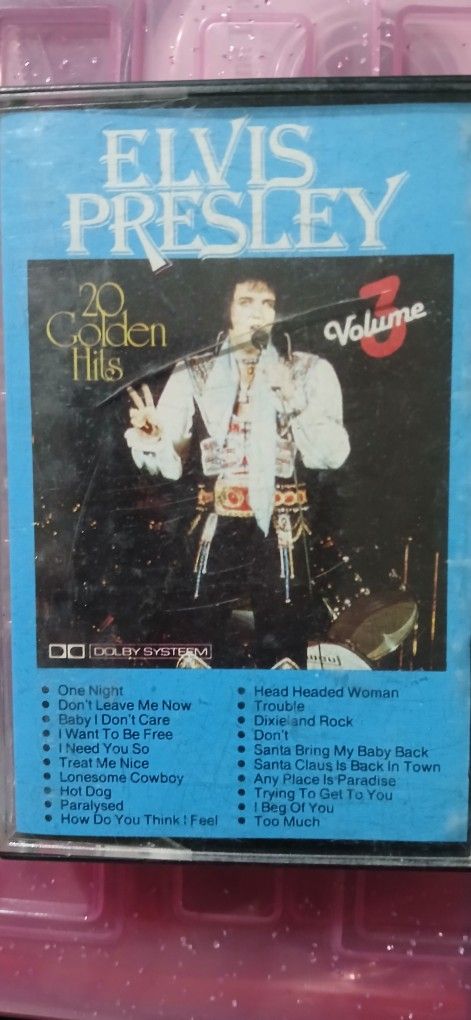 ELVIS
PRESLEY
20
Golden
Hits
3
Volume
DOLBY SYSTEEM
One Night
Don't Leave Me Now
Baby I Don't Care
I Want To Be Free
I Need You So
Treat Me Nice
Lonesome Cowboy
Hot Dog
Paralysed
How Do You Think I Feel
Head Headed Woman
Trouble
Dixieland Rock
Don't
Santa Bring My Baby Back
Santa Claus Is Back In Town
Any Place Is Paradise
Trying To Get To You
I Beg Of You
Too Much